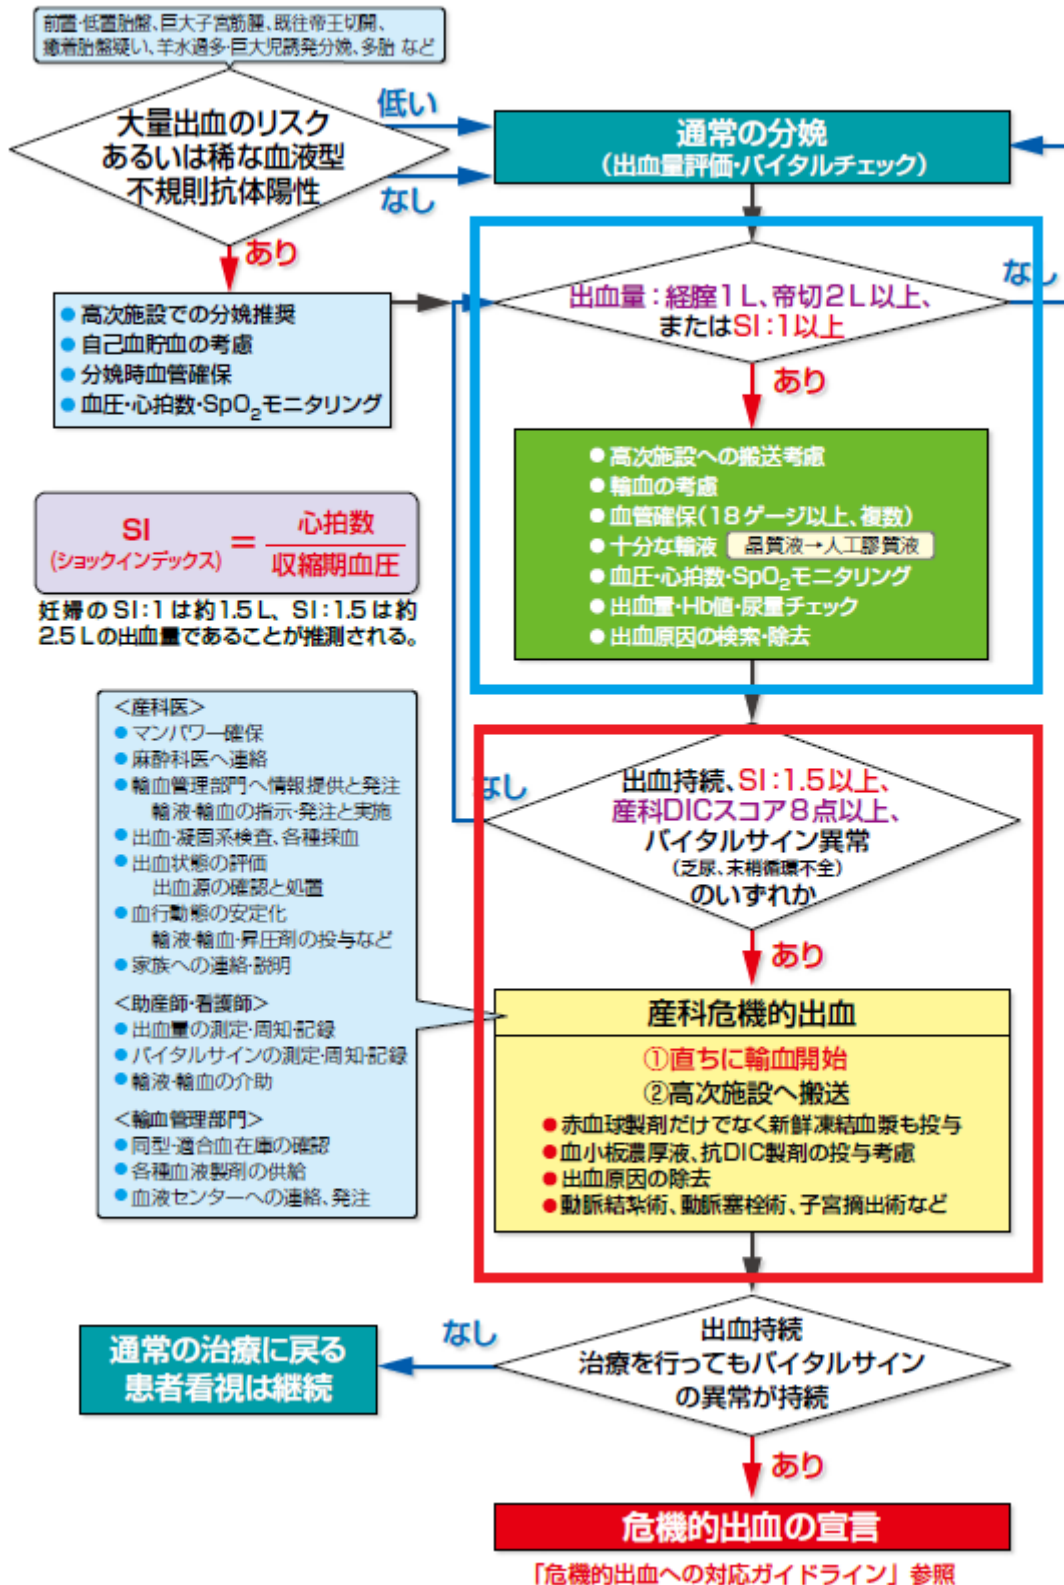 前置・低置胎盤、巨大子宮筋腫、既往帝王切開、
癒着胎盤疑い、羊水過多・巨大児誘発分娩、多胎 など
大量出血のリスク
あるいは稀な血液型
不規則抗体陽性
低い
なし
あり
通常の分娩
（出血量評価・バイタルチェック）
● 高次施設での分娩推奨
● 自己血貯血の考慮
● 分娩時血管確保
● 血圧・心拍数・SpO₂モニタリング
出血量：経腟1L、帝切2L以上、
またはSI：1以上
なし
あり
● 高次施設への搬送考慮
● 輸血の考慮
● 血管確保（18ゲージ以上、複数）
● 十分な輸液 晶質液→人工膠質液
● 血圧・心拍数・SpO₂モニタリング
● 出血量・Hb値・尿量チェック
● 出血原因の検索・除去
SI
（ショックインデックス）
＝
心拍数
収縮期血圧
妊婦のSI：1は約1.5L、SI：1.5は約
2.5Lの出血量であることが推測される。
＜産科医＞
● マンパワー確保
● 麻酔科医へ連絡
● 輸血管理部門へ情報提供と発注
輸液・輸血の指示・発注と実施
● 出血・凝固系検査、各種採血
● 出血状態の評価
出血源の確認と処置
● 血行動態の安定化
輸液・輸血・昇圧剤の投与など
● 家族への連絡・説明
＜助産師・看護師＞
● 出血量の測定・周知・記録
● バイタルサインの測定・周知・記録
● 輸液・輸血の介助
＜輸血管理部門＞
● 同型・適合血在庫の確認
● 各種血液製剤の供給
● 血液センターへの連絡、発注
出血持続、SI：1.5以上、
産科DICスコア8点以上、
バイタルサイン異常
（乏尿、末梢循環不全）
のいずれか
なし
あり
産科危機的出血
①直ちに輸血開始
②高次施設へ搬送
● 赤血球製剤だけでなく新鮮凍結血漿も投与
● 血小板濃厚液、抗DIC製剤の投与考慮
● 出血原因の除去
● 動脈結紮術、動脈塞栓術、子宮摘出術など
出血持続
治療を行ってもバイタルサイン
の異常が持続
なし
通常の治療に戻る
患者看視は継続
あり
危機的出血の宣言
「危機的出血への対応ガイドライン」参照